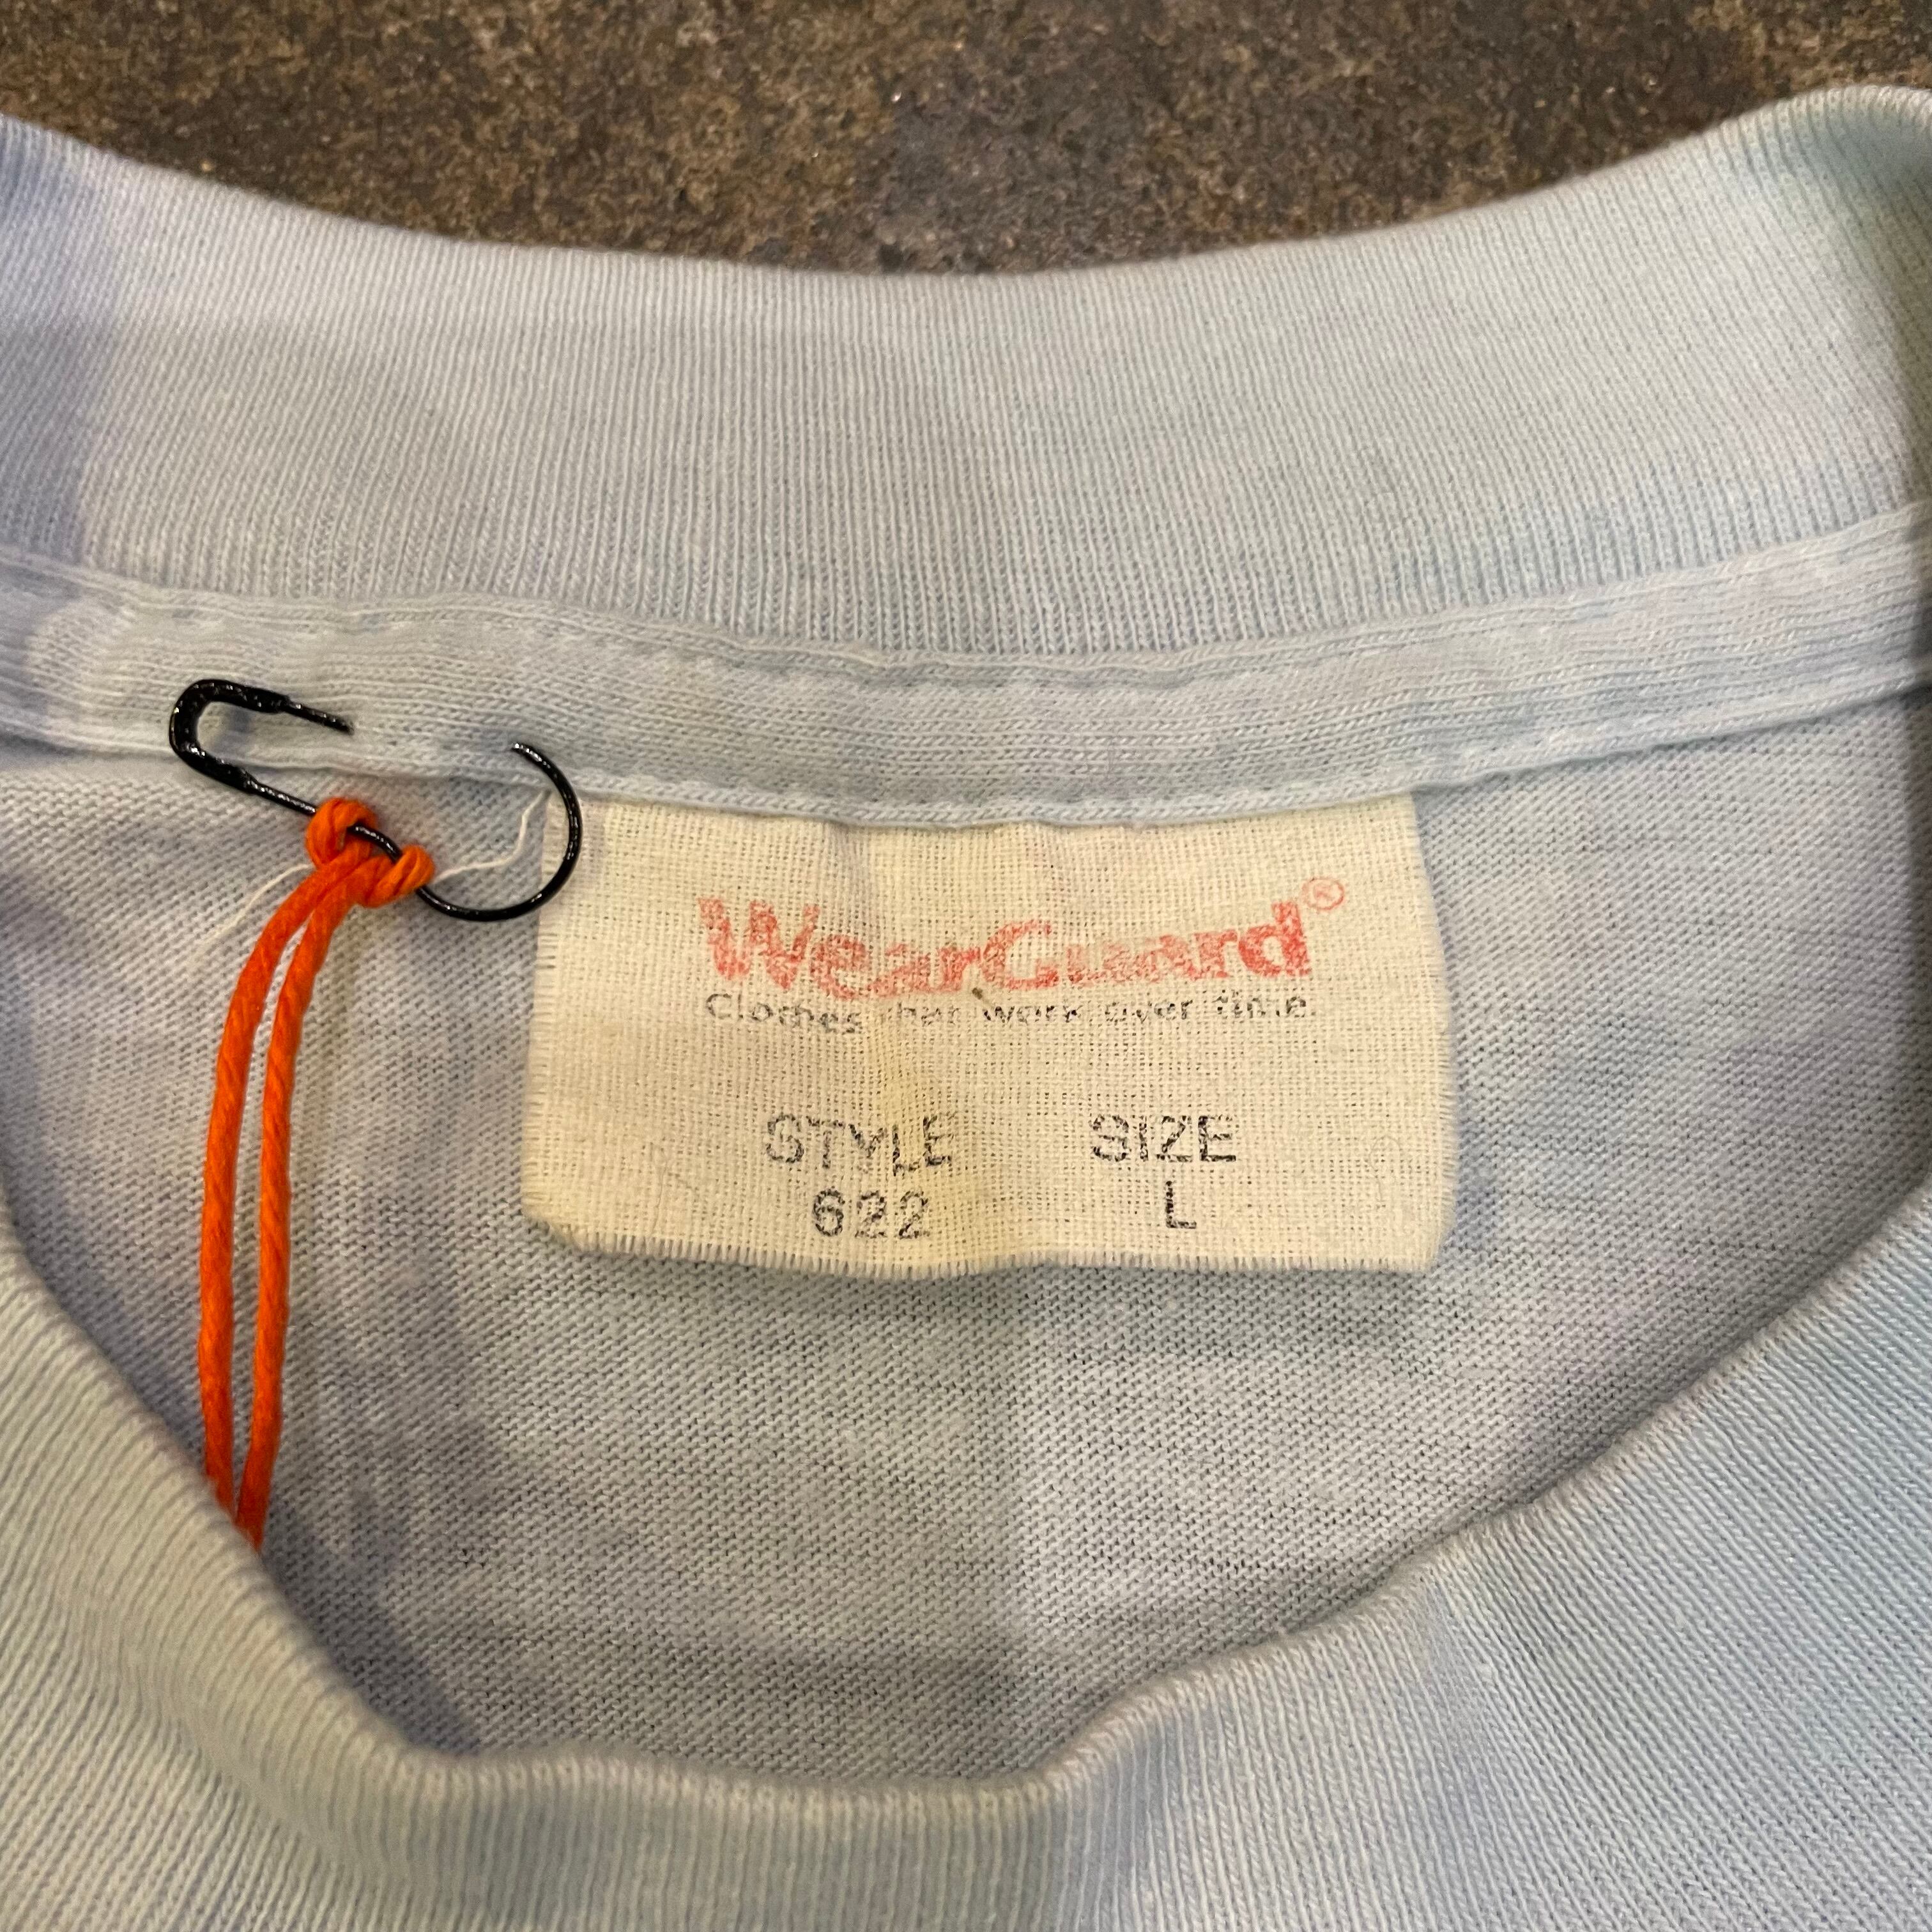 WearGuard®
Clothes that work over time.
STYLE SIZE
622 L